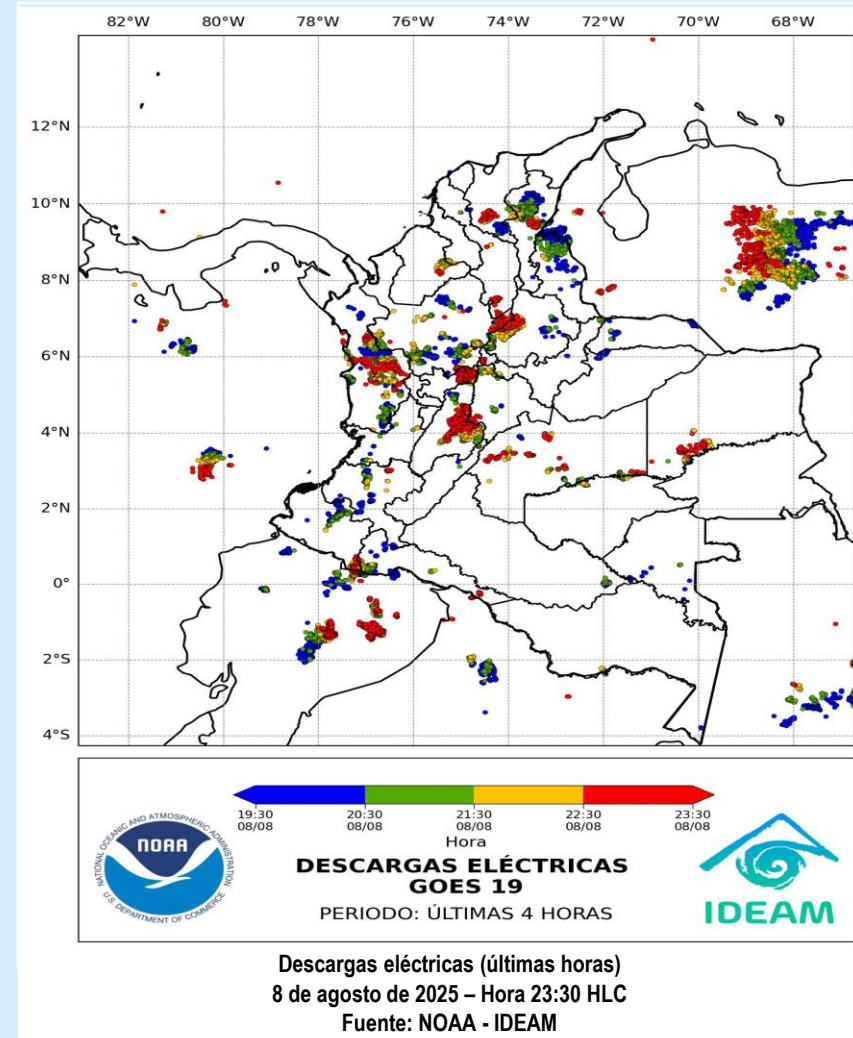 82°W 80°W 78°W 76°W 74°W 72°W 70°W 68°W
12°N
10°N
8°N
6°N
4°N
2°N
0°
2°S
4°S
19:30 20:30 21:30 22:30 23:30
08/08 08/08 08/08 08/08 08/08
Hora
DESCARGAS ELÉCTRICAS
GOES 19
PERIODO: ÚLTIMAS 4 HORAS
NATIONAL OCEANIC AND ATMOSPHERIC ADMINISTRATION
NOAA
U.S. DEPARTMENT OF COMMERCE
IDEAM
Descargas eléctricas (últimas horas)
8 de agosto de 2025 – Hora 23:30 HLC
Fuente: NOAA - IDEAM